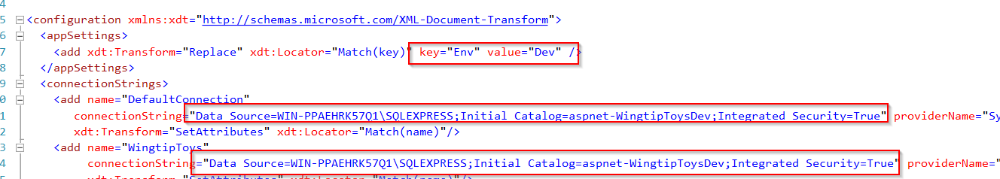 4
5 <configuration xmlns:xdt="http://schemas.microsoft.com/XML-Document-Transform">
6 <appSettings>
7 <add xdt:Transform="Replace" xdt:Locator="Match(key)" key="Env" value="Dev" />
8 </appSettings>
9 <connectionStrings>
0 <add name="DefaultConnection"
1 connectionString="Data Source=WIN-PPAEHRK57Q1\SQLEXPRESS;Initial Catalog=aspnet-WingtipToysDev;Integrated Security=True" providerName="Sy
2 xdt:Transform="SetAttributes" xdt:Locator="Match(name)"/>
3 <add name="WingtipToys"
4 connectionString="Data Source=WIN-PPAEHRK57Q1\SQLEXPRESS;Initial Catalog=aspnet-WingtipToysDev;Integrated Security=True" providerName="
5 xdt:Transform="SetAttributes" xdt:Locator="Match(name)"/>